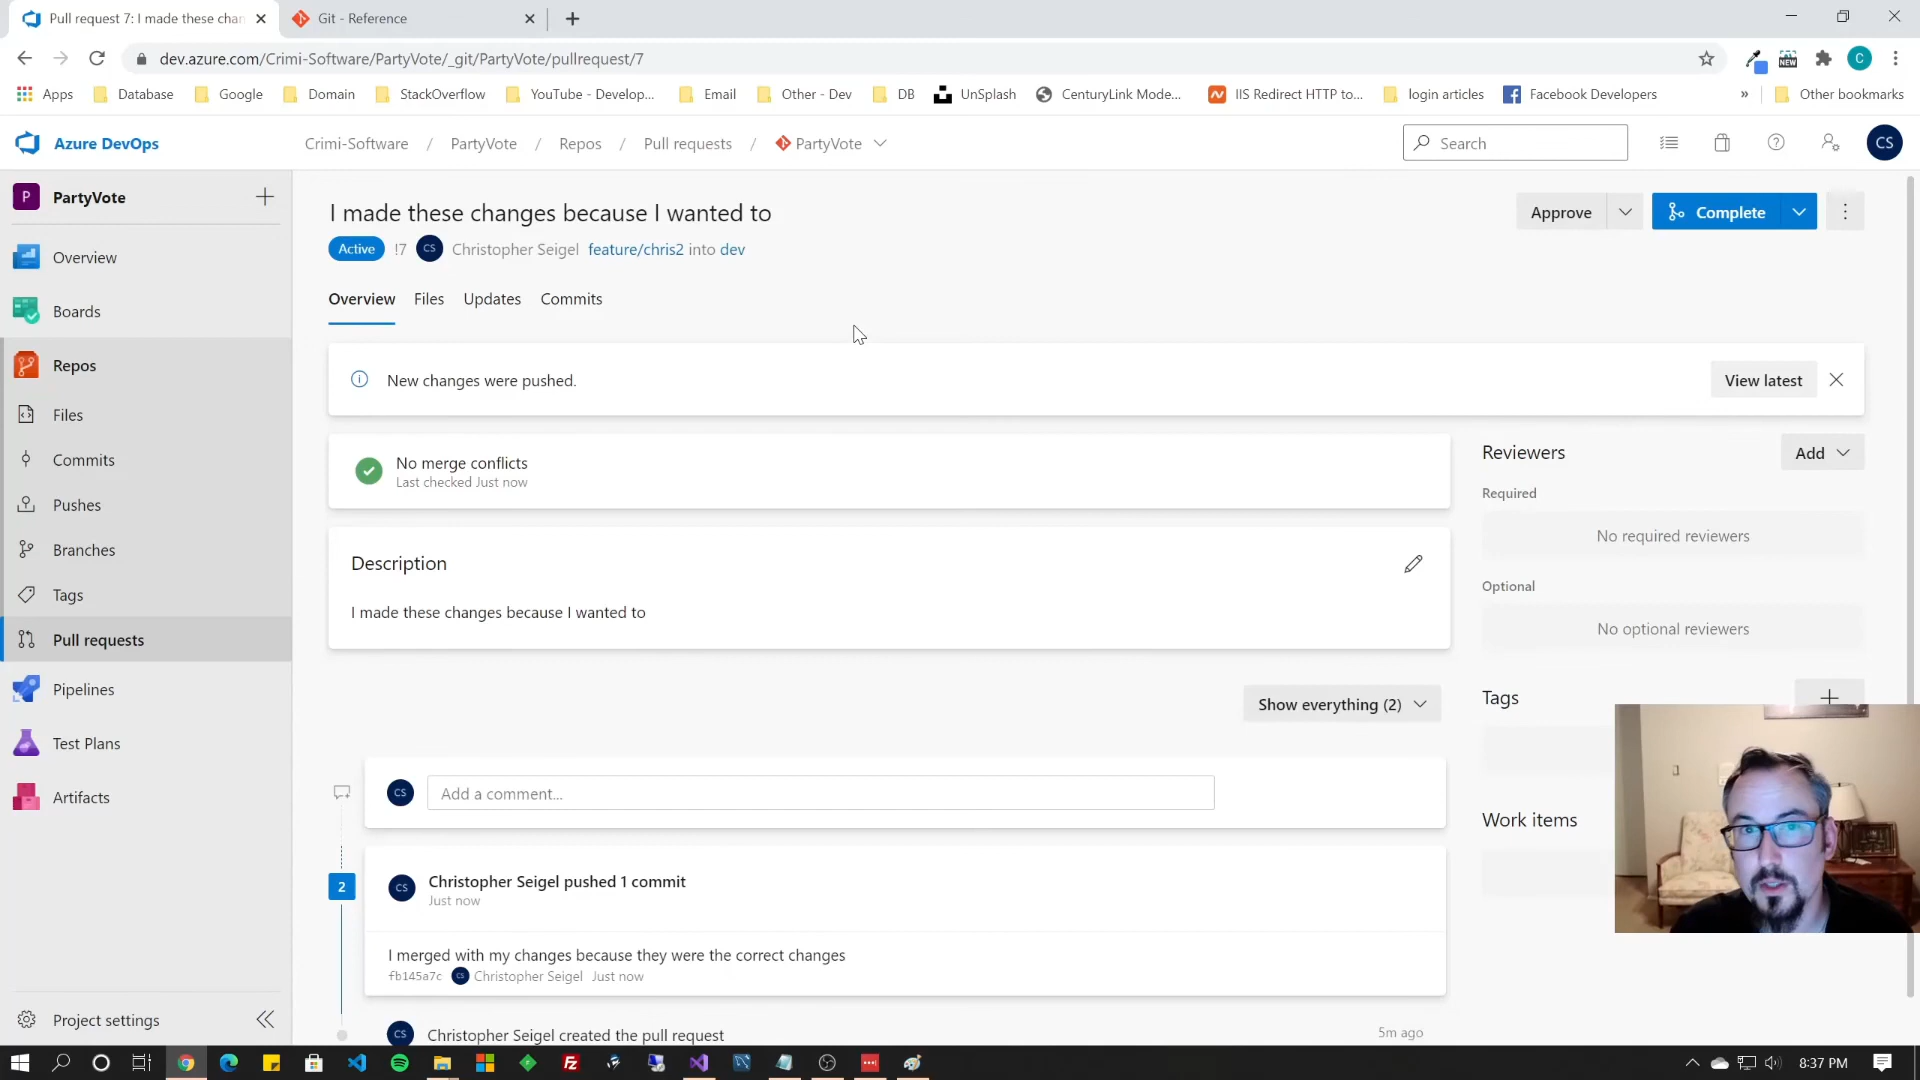 Pull request 7: I made these chan
Git - Reference
dev.azure.com/Crimi-Software/PartyVote/_git/PartyVote/pullrequest/7
NEW
C
Apps
Database
Google
Domain
StackOverflow
YouTube - Develop...
Email
Other - Dev
DB
UnSplash
CenturyLink Mode...
IIS Redirect HTTP to...
login articles
Facebook Developers
»
Other bookmarks
Azure DevOps
Crimi-Software / PartyVote / Repos / Pull requests / PartyVote
Search
CS
P PartyVote
Overview
Boards
Repos
Files
Commits
Pushes
Branches
Tags
Pull requests
Pipelines
Test Plans
Artifacts
Project settings
I made these changes because I wanted to
Approve
Complete
Active !7 CS Christopher Seigel feature/chris2 into dev
Overview Files Updates Commits
New changes were pushed.
View latest
No merge conflicts
Last checked Just now
Description
I made these changes because I wanted to
Show everything (2)
CS Add a comment...
2
CS Christopher Seigel pushed 1 commit
Just now
I merged with my changes because they were the correct changes
fb145a7c CS Christopher Seigel Just now
CS Christopher Seigel created the pull request
5m ago
Reviewers
Add
Required
No required reviewers
Optional
No optional reviewers
Tags
Work items
8:37 PM